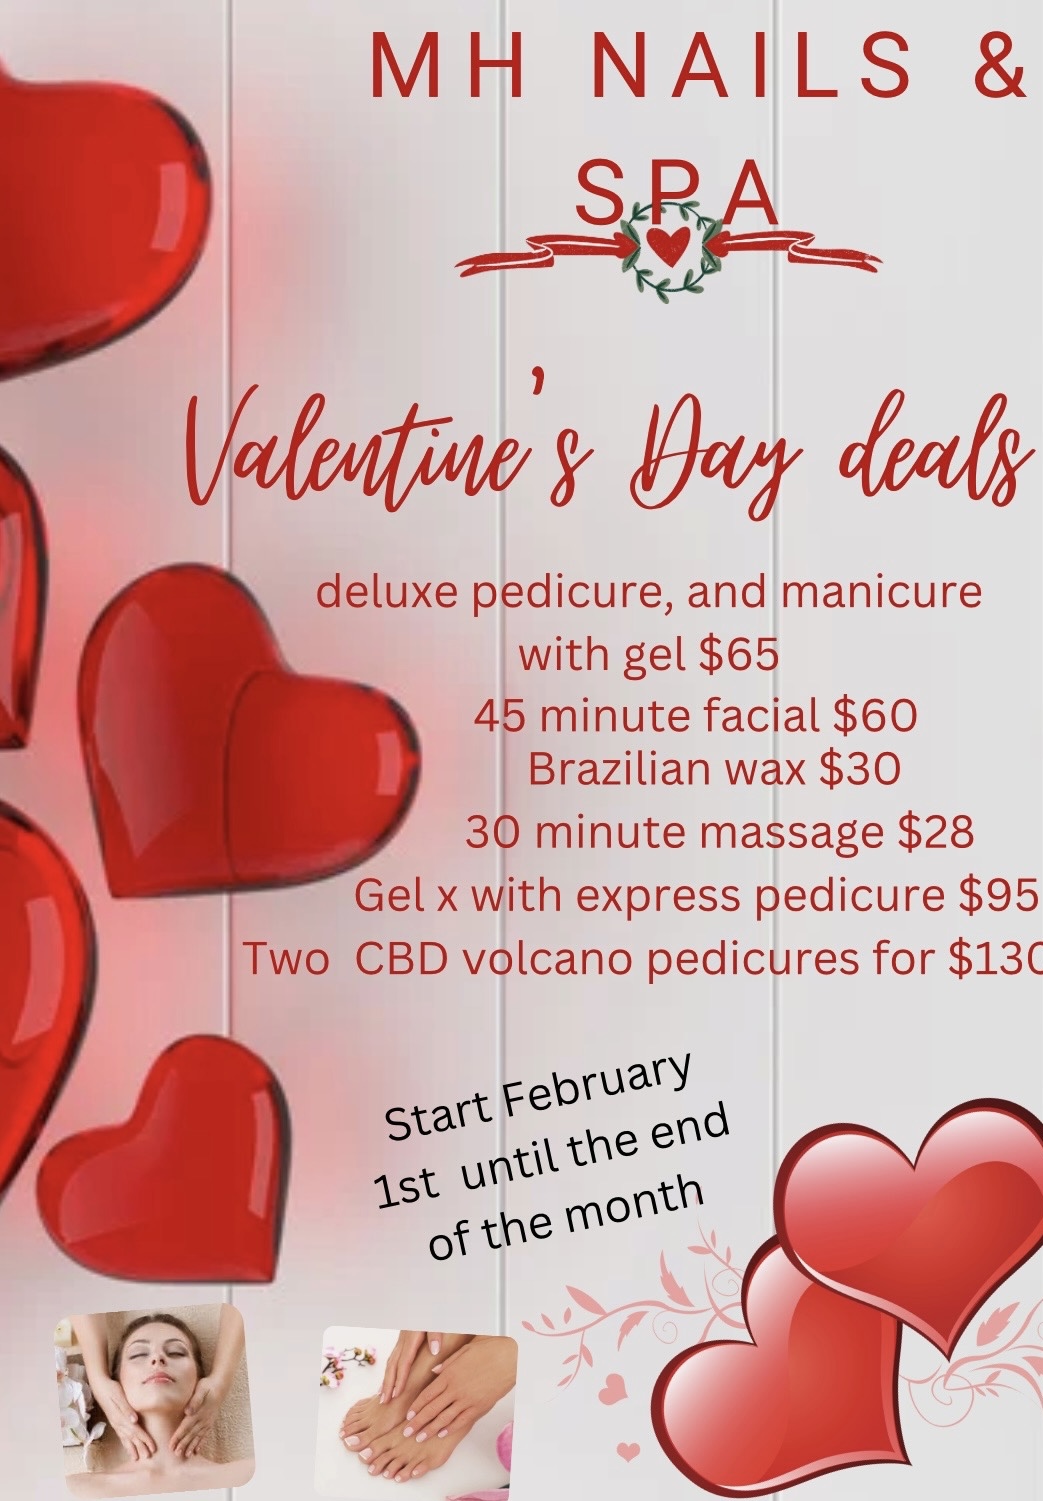 MH NAILS &
SPA
Valentine's Day deals
deluxe pedicure, and manicure
with gel $65
45 minute facial $60
Brazilian wax $30
30 minute massage $28
Gel x with express pedicure $95
Two CBD volcano pedicures for $130
Start February
1st until the end
of the month